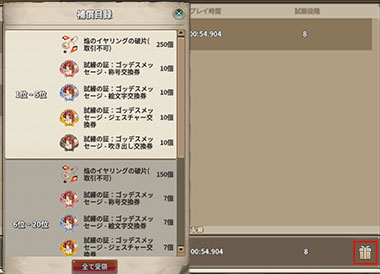 補償目録
プレイ時間 試練段階
00:54.904 8
1位 ~ 5位
焔のイヤリングの破片(
取引不可)
250個
試練の証：ゴッデスメッ
セージ - 称号交換券
10個
試練の証：ゴッデスメッ
セージ - 絵文字交換券
10個
試練の証：ゴッデスメッ
セージ - ジェスチャー交
換券
10個
試練の証：ゴッデスメッ
セージ - 吹き出し交換券
10個
6位 ~ 20位
焔のイヤリングの破片(
取引不可)
150個
試練の証：ゴッデスメッ
セージ - 称号交換券
7個
試練の証：ゴッデスメッ
セージ - 絵文字交換券
7個
試練の証：ゴッデスメッ
セージ - ジェスチャー交
換券
7個
全て受領
00:54.904 8